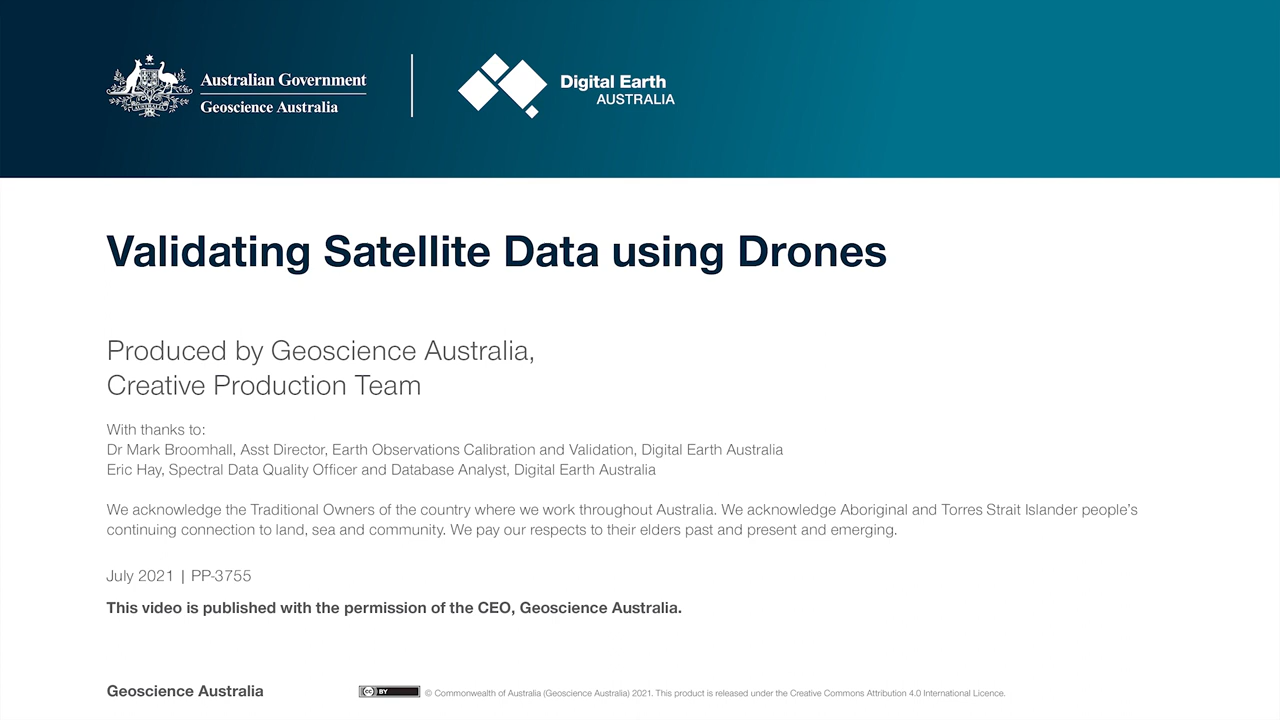 Australian Government
Geoscience Australia
Digital Earth
AUSTRALIA
Validating Satellite Data using Drones
Produced by Geoscience Australia,
Creative Production Team
With thanks to:
Dr Mark Broomhall, Asst Director, Earth Observations Calibration and Validation, Digital Earth Australia
Eric Hay, Spectral Data Quality Officer and Database Analyst, Digital Earth Australia
We acknowledge the Traditional Owners of the country where we work throughout Australia. We acknowledge Aboriginal and Torres Strait Islander people’s
continuing connection to land, sea and community. We pay our respects to their elders past and present and emerging.
July 2021 | PP-3755
This video is published with the permission of the CEO, Geoscience Australia.
Geoscience Australia
cc BY © Commonwealth of Australia (Geoscience Australia) 2021. This product is released under the Creative Commons Attribution 4.0 International Licence.